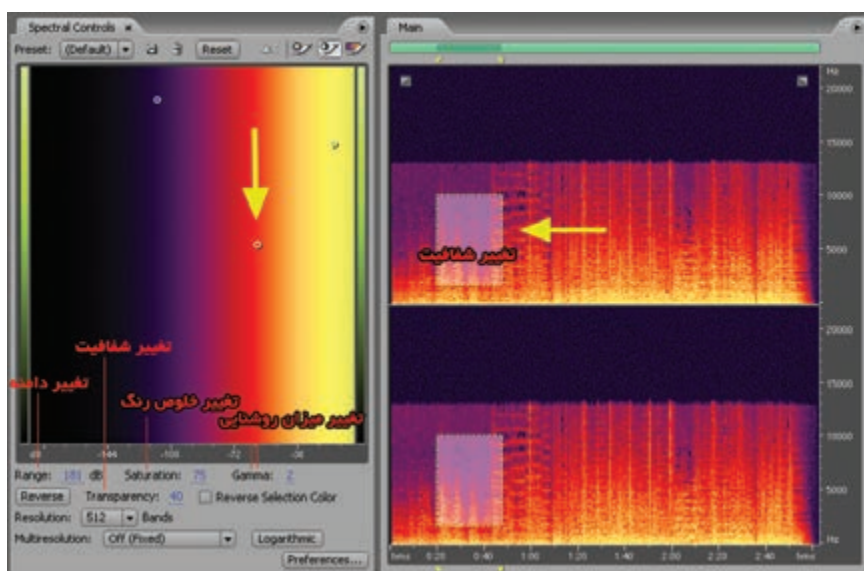 Spectral Controls
Preset: (Default) Reset
تغییر شفافیت
تغییر دامنه
تغییر خلوص رنگ
تغییر میزان روشنایی
dB -144 -108 -72 -36
Range: 181 db Saturation: 75 Gamma: 2
Reverse Transparency: 40 Reverse Selection Color
Resolution: 512 Bands
Multiresolution: Off (Fixed) Logarithmic
Preferences...
Main
Hz
20000
15000
10000
تغییر شفافیت
5000
20000
15000
10000
5000
Hz
hms 0:20 0:40 1:00 1:20 1:40 2:00 2:20 2:40 hms